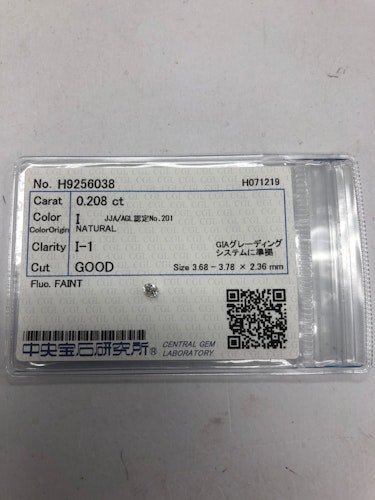 No. H9256038 H071219
Carat 0.208 ct
Color I JJA/AGL認定No.201
ColorOrigin NATURAL
Clarity I-1 GIAグレーディング
システムに準拠
Cut GOOD Size 3.68 - 3.78 × 2.36 mm
Fluo. FAINT
中央宝石研究所® CENTRAL GEM
LABORATORY